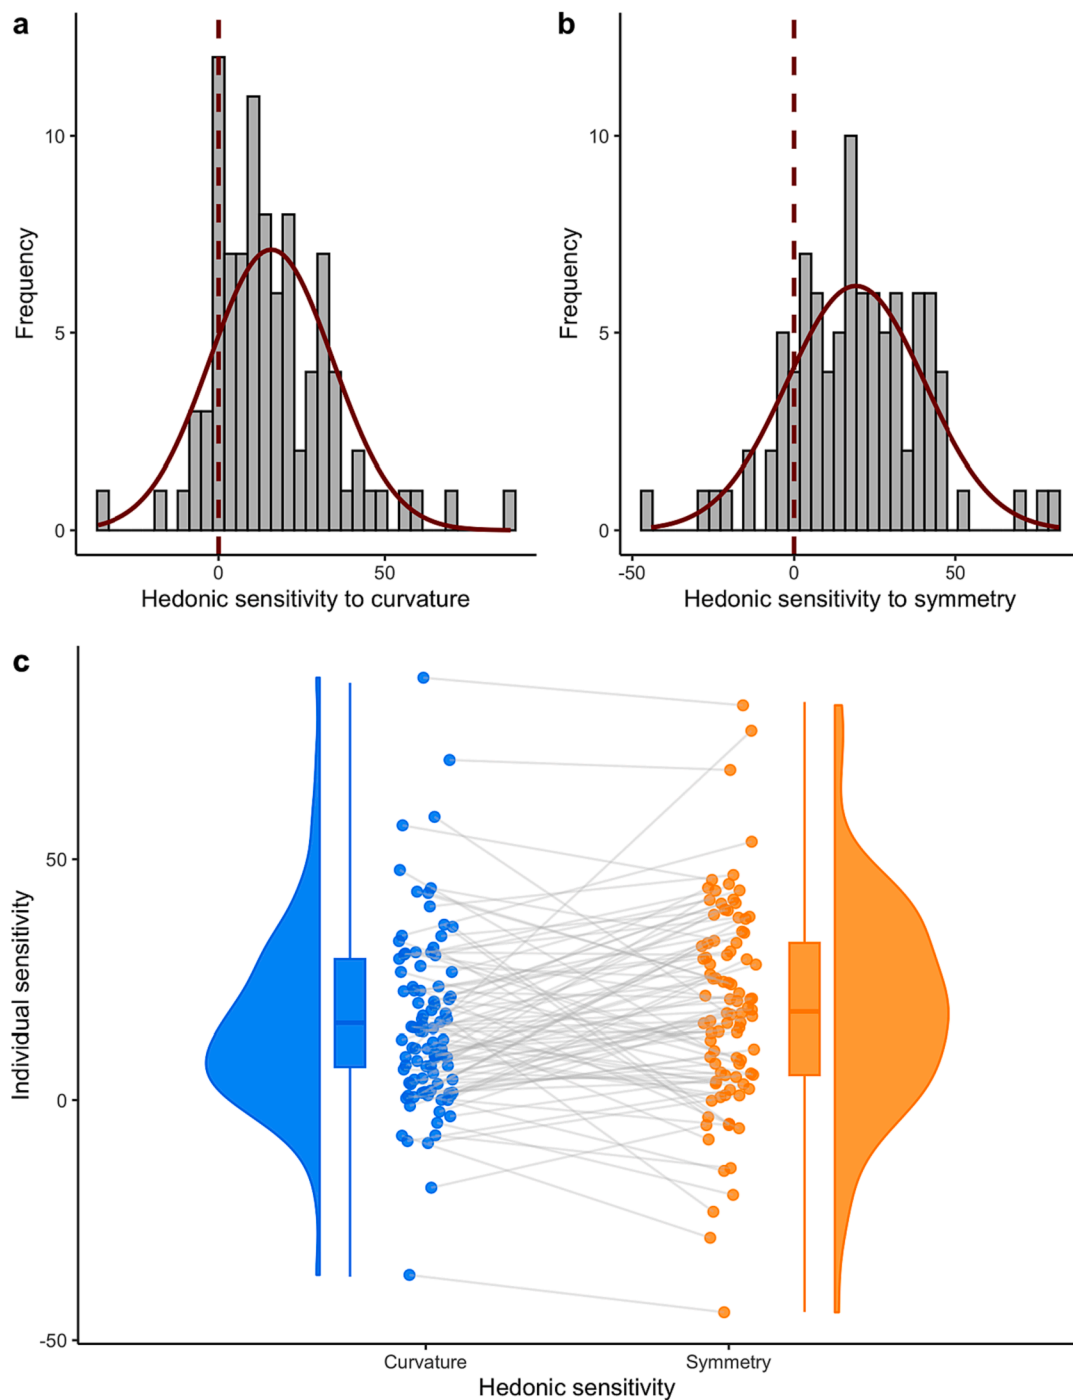 a
b
10
5
0
Frequency
0
50
Hedonic sensitivity to curvature
10
5
0
Frequency
-50
0
50
Hedonic sensitivity to symmetry
c
50
0
-50
Individual sensitivity
Curvature
Symmetry
Hedonic sensitivity